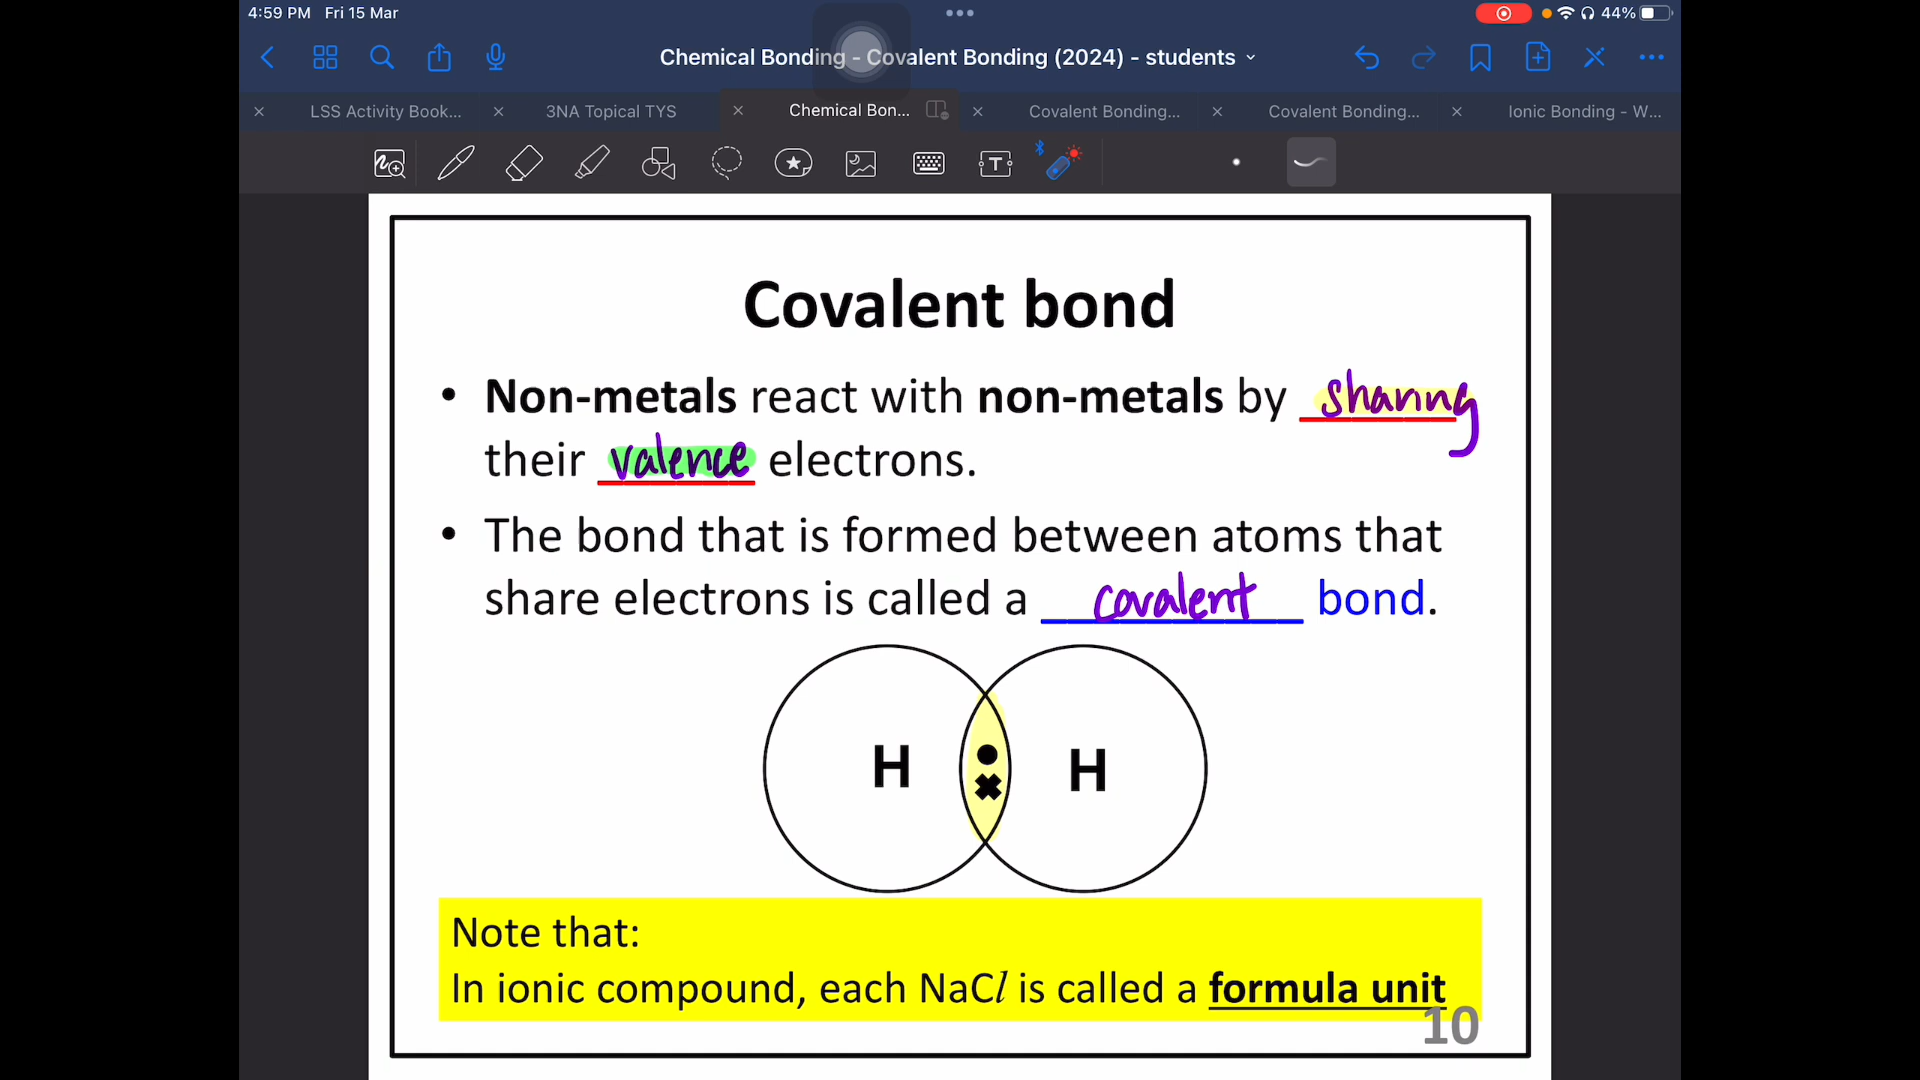 4:59 PM Fri 15 Mar
44%
Chemical Bonding - Covalent Bonding (2024) - students
LSS Activity Book...
3NA Topical TYS
Chemical Bon...
Covalent Bonding...
Covalent Bonding...
Ionic Bonding - W...
T
Covalent bond
• Non-metals react with non-metals by sharing
their valence electrons.
• The bond that is formed between atoms that
share electrons is called a covalent bond.
H H
Note that:
In ionic compound, each NaCl is called a formula unit
10